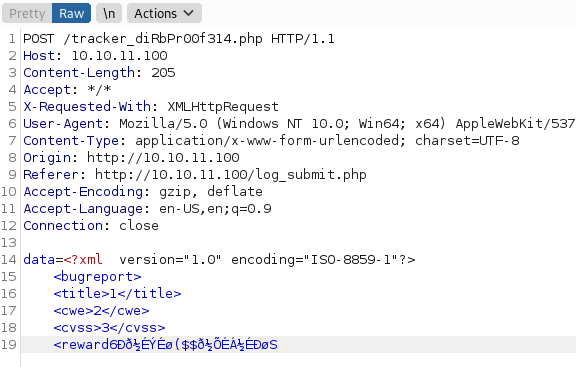 Pretty Raw \n Actions
1 POST /tracker_diRbPr00f314.php HTTP/1.1
2 Host: 10.10.11.100
3 Content-Length: 205
4 Accept: */*
5 X-Requested-With: XMLHttpRequest
6 User-Agent: Mozilla/5.0 (Windows NT 10.0; Win64; x64) AppleWebKit/537
7 Content-Type: application/x-www-form-urlencoded; charset=UTF-8
8 Origin: http://10.10.11.100
9 Referer: http://10.10.11.100/log_submit.php
10 Accept-Encoding: gzip, deflate
11 Accept-Language: en-US,en;q=0.9
12 Connection: close
13
14 data=<?xml  version="1.0" encoding="ISO-8859-1"?>
15 <bugreport>
16 <title>1</title>
17 <cwe>2</cwe>
18 <cvss>3</cvss>
19 <reward